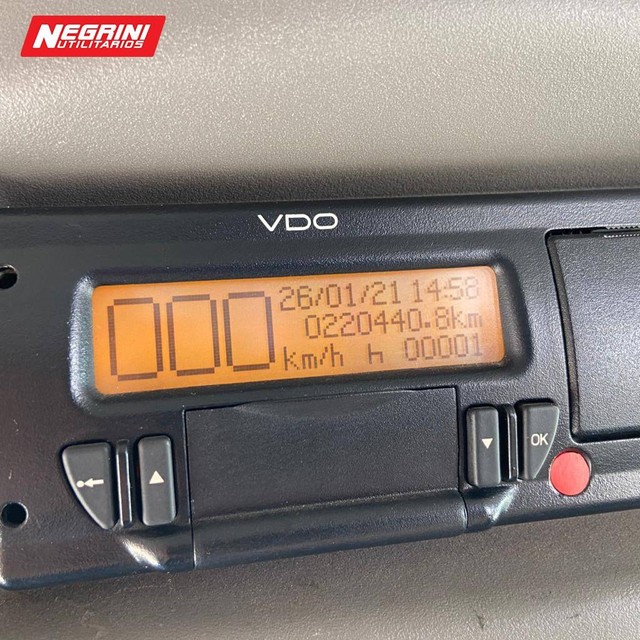 NEGRINI
UTILITÁRIOS
VDO
000
26/01/21 14:58
0220440.8km
km/h h 00001
OK